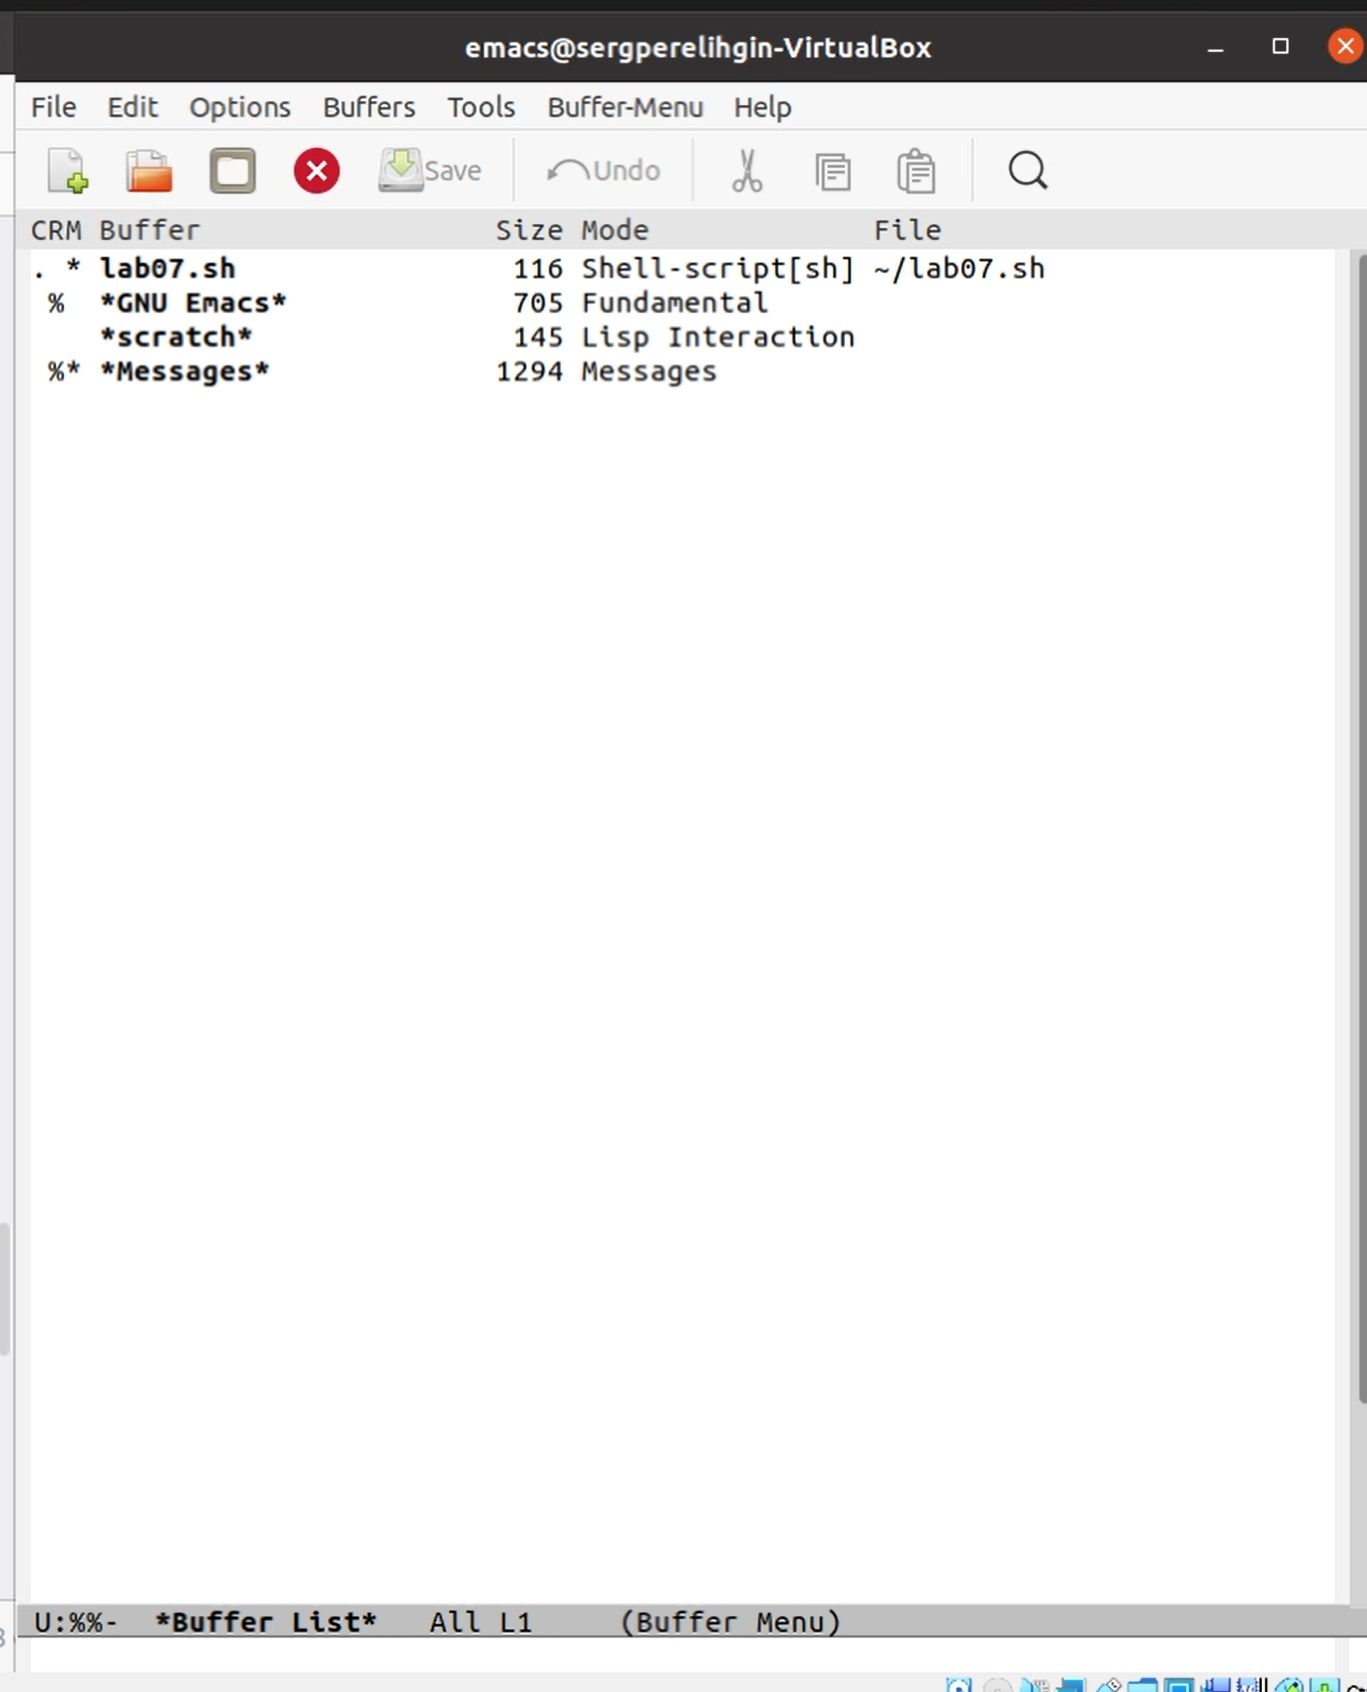 emacs@sergperelihgin-VirtualBox
File Edit Options Buffers Tools Buffer-Menu Help
Save Undo
CRM Buffer Size Mode File
. * lab07.sh 116 Shell-script[sh] ~/lab07.sh
% *GNU Emacs* 705 Fundamental
*scratch* 145 Lisp Interaction
%* *Messages* 1294 Messages
U:%%- *Buffer List* All L1 (Buffer Menu)